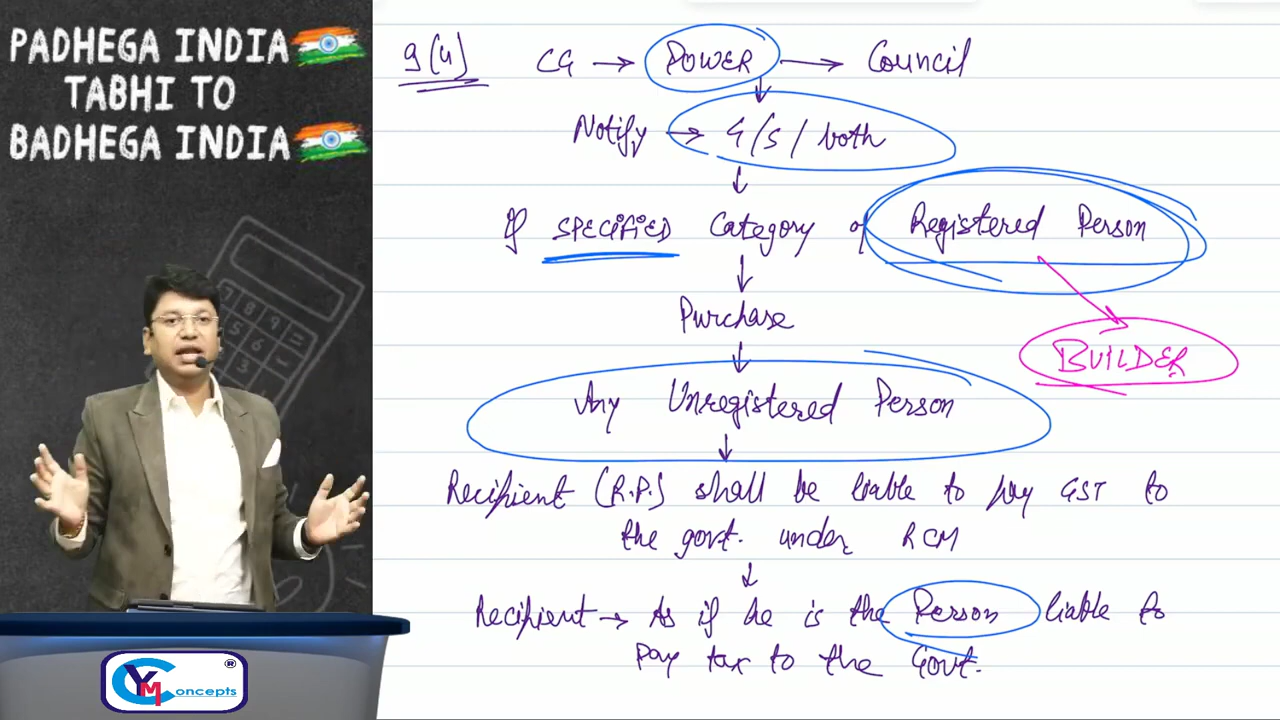 PADHEGA INDIA
TABHI TO
BADHEGA INDIA
9(4) CG → POWER → Council
Notify → G/S/both
If SPECIFIED Category of Registered Person
Purchase
BUILDER
Any Unregistered Person
Recipient (R.P.) shall be liable to pay GST to
the govt. under RCM
Recipient → As if he is the Person liable to
Pay tax to the Govt.
YM Concepts ®